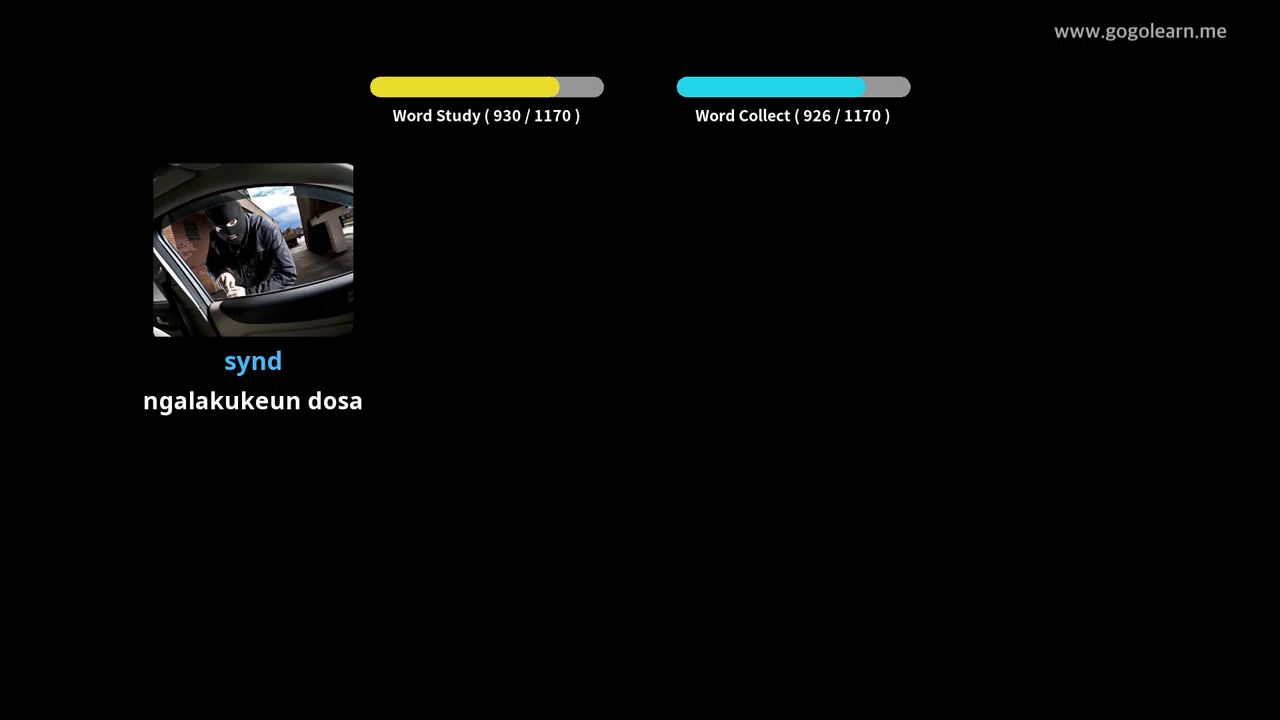 www.gogolearn.me
Word Study ( 930 / 1170 )
Word Collect ( 926 / 1170 )
synd
ngalakukeun dosa